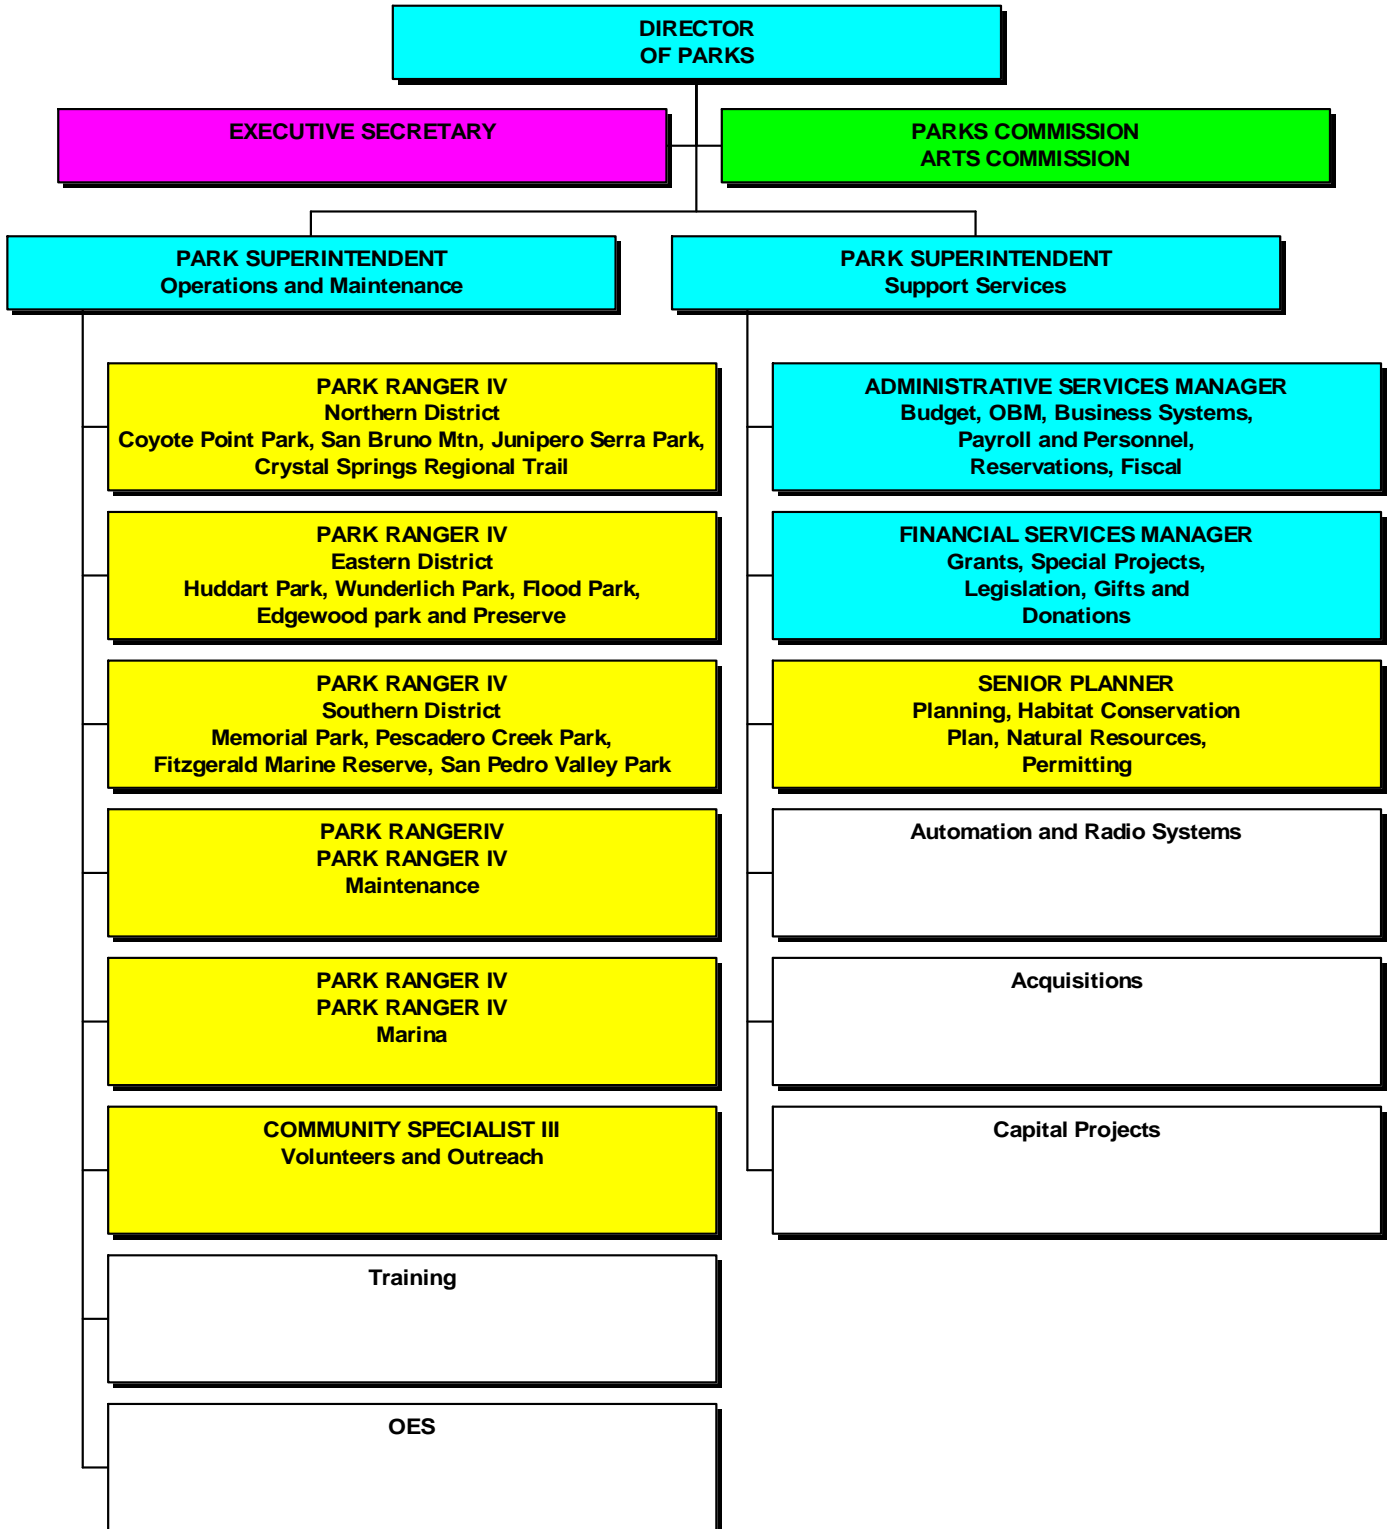 DIRECTOR
OF PARKS
EXECUTIVE SECRETARY
PARKS COMMISSION
ARTS COMMISSION
PARK SUPERINTENDENT
Operations and Maintenance
PARK SUPERINTENDENT
Support Services
PARK RANGER IV
Northern District
Coyote Point Park, San Bruno Mtn, Junipero Serra Park,
Crystal Springs Regional Trail
PARK RANGER IV
Eastern District
Huddart Park, Wunderlich Park, Flood Park,
Edgewood park and Preserve
PARK RANGER IV
Southern District
Memorial Park, Pescadero Creek Park,
Fitzgerald Marine Reserve, San Pedro Valley Park
PARK RANGERIV
PARK RANGER IV
Maintenance
PARK RANGER IV
PARK RANGER IV
Marina
COMMUNITY SPECIALIST III
Volunteers and Outreach
Training
OES
ADMINISTRATIVE SERVICES MANAGER
Budget, OBM, Business Systems,
Payroll and Personnel,
Reservations, Fiscal
FINANCIAL SERVICES MANAGER
Grants, Special Projects,
Legislation, Gifts and
Donations
SENIOR PLANNER
Planning, Habitat Conservation
Plan, Natural Resources,
Permitting
Automation and Radio Systems
Acquisitions
Capital Projects